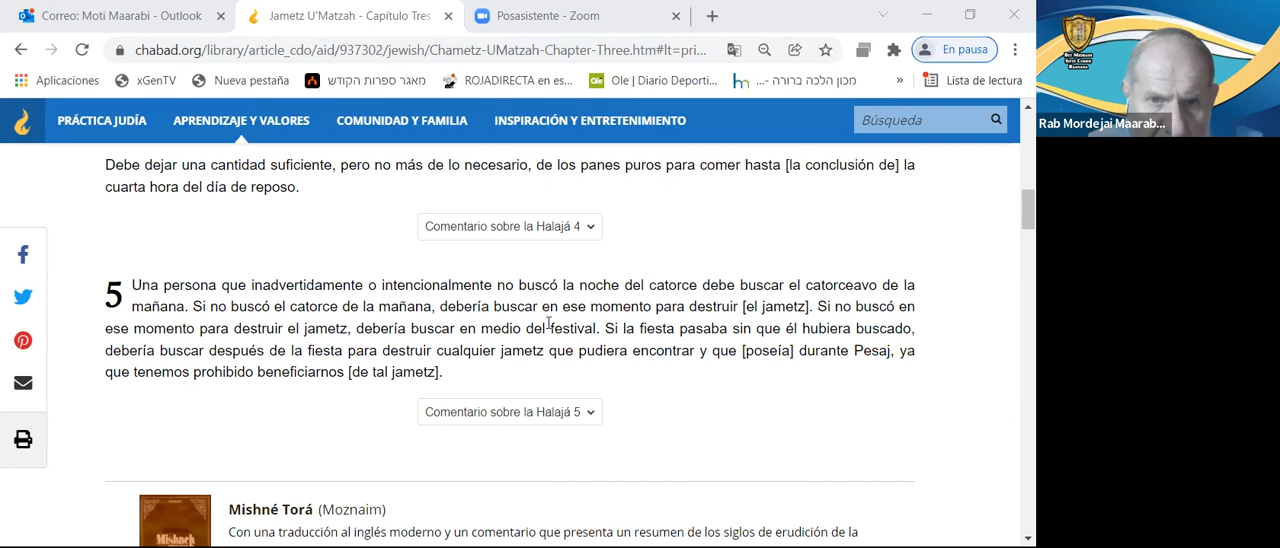 Correo: Moti Maarabi - Outlook
Jametz U'Matzah - Capítulo Tres
Posasistente - Zoom
chabad.org/library/article_cdo/aid/937302/jewish/Chametz-UMatzah-Chapter-Three.htm#lt=pri...
En pausa
Aplicaciones
xGenTV
Nueva pestaña
מאגר ספרות הקודש
ROJADIRECTA en es...
Ole | Diario Deporti...
מכון הלכה ברורה -...
»
Lista de lectura
BET MIDRASH
Rab Mordejai Maarab...
PRÁCTICA JUDÍA
APRENDIZAJE Y VALORES
COMUNIDAD Y FAMILIA
INSPIRACIÓN Y ENTRETENIMIENTO
Búsqueda
Debe dejar una cantidad suficiente, pero no más de lo necesario, de los panes puros para comer hasta [la conclusión de] la
cuarta hora del día de reposo.
Comentario sobre la Halajá 4
5 Una persona que inadvertidamente o intencionalmente no buscó la noche del catorce debe buscar el catorceavo de la
mañana. Si no buscó el catorce de la mañana, debería buscar en ese momento para destruir [el jametz]. Si no buscó en
ese momento para destruir el jametz, debería buscar en medio del festival. Si la fiesta pasaba sin que él hubiera buscado,
debería buscar después de la fiesta para destruir cualquier jametz que pudiera encontrar y que [poseía] durante Pesaj, ya
que tenemos prohibido beneficiarnos [de tal jametz].
Comentario sobre la Halajá 5
Mishné Torá (Moznaim)
Con una traducción al inglés moderno y un comentario que presenta un resumen de los siglos de erudición de la